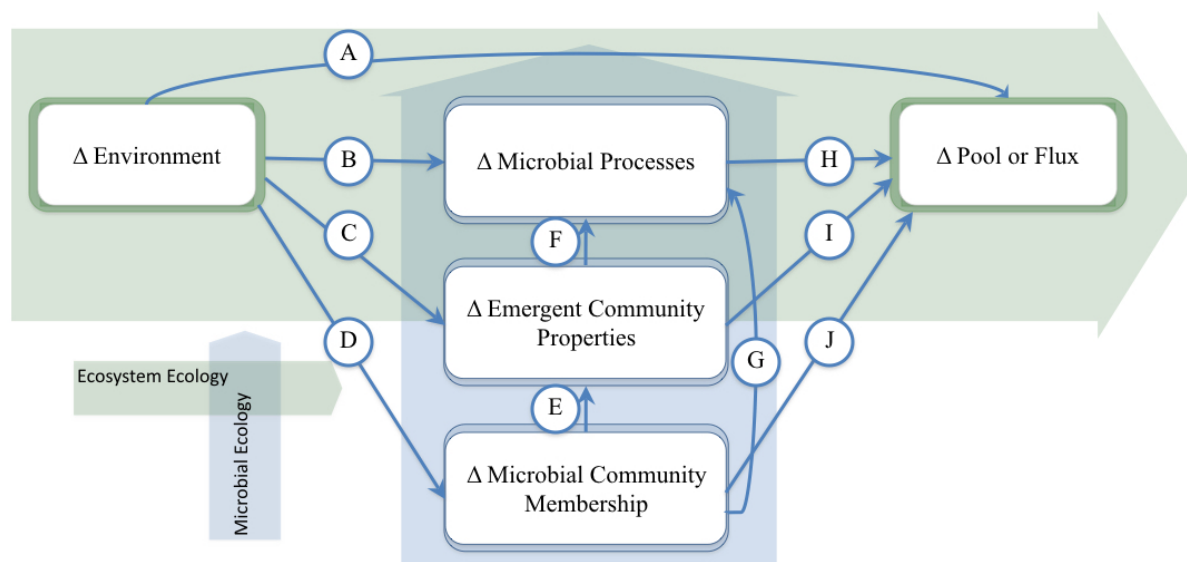 A
Δ Environment
B
Δ Microbial Processes
H
Δ Pool or Flux
C
F
I
Δ Emergent Community
Properties
D
J
G
Ecosystem Ecology
E
Microbial Ecology
Δ Microbial Community
Membership